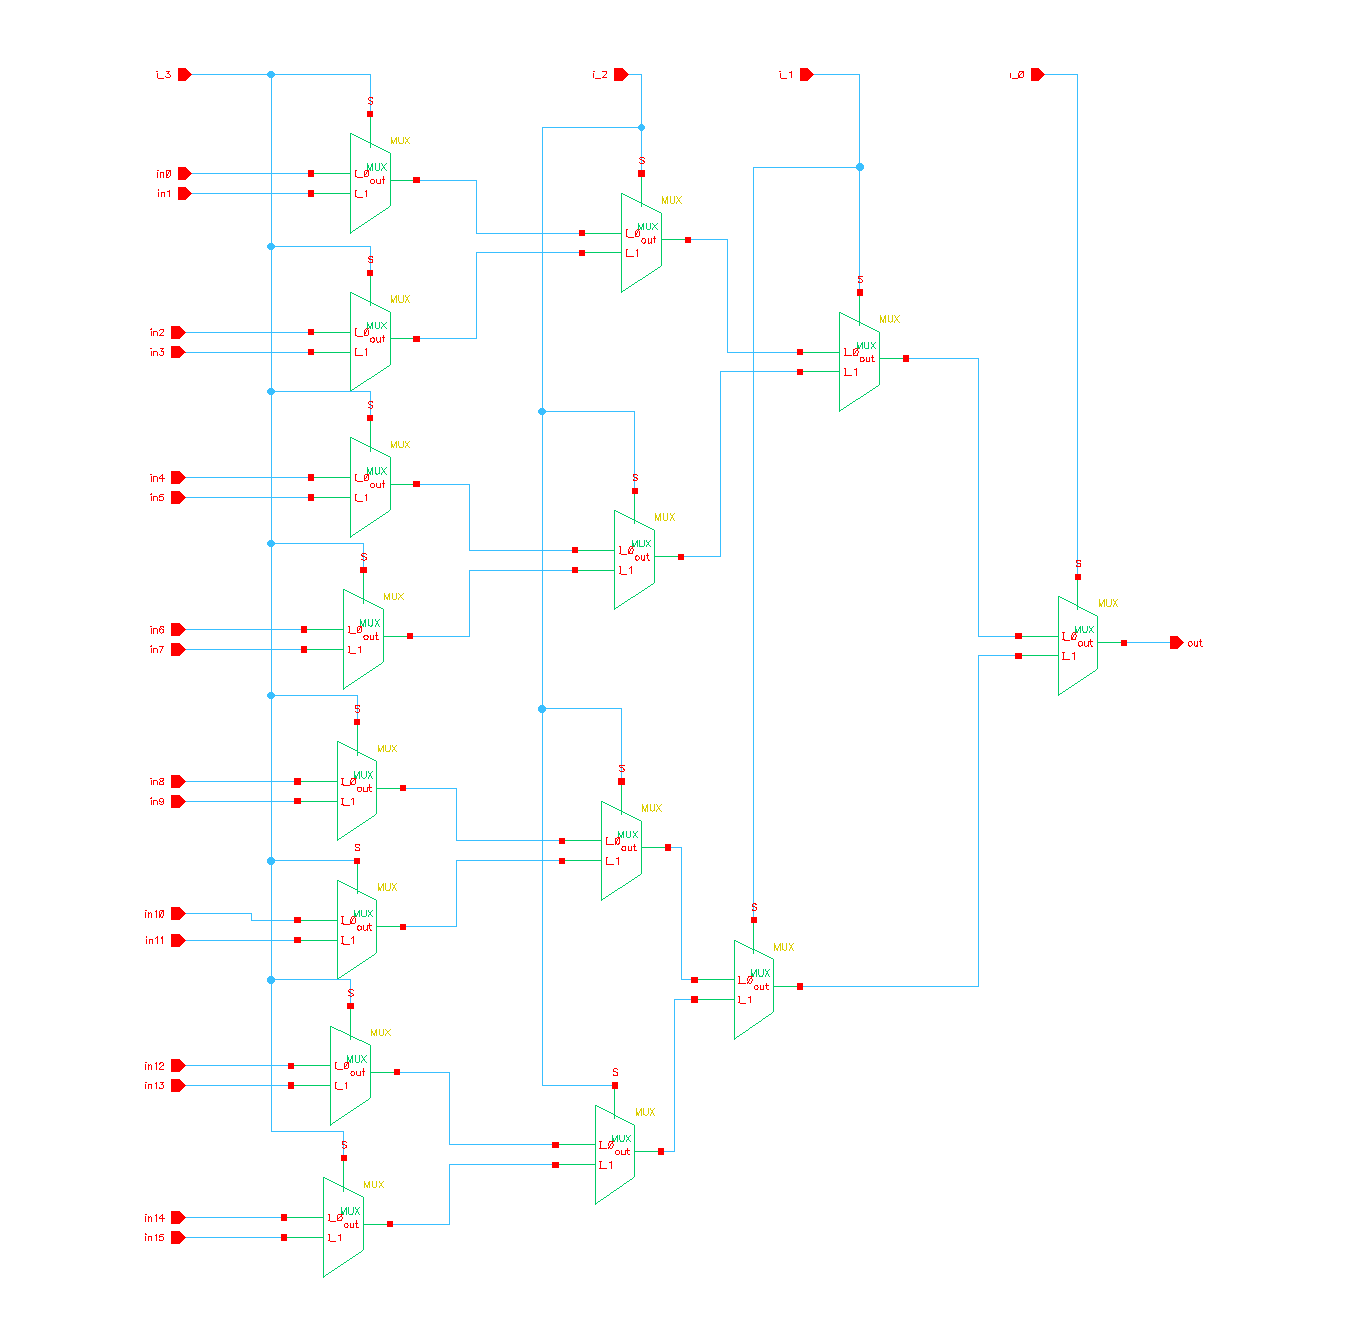 i_3 i_2 i_1 i_0
S
MUX
in0 I_0 MUX
out
in1 I_1
S
MUX
I_0 MUX
out
I_1
S
MUX
in2 I_0 MUX
out
in3 I_1
S
MUX
I_0 MUX
out
I_1
S
MUX
in4 I_0 MUX
out
in5 I_1
S
MUX
I_0 MUX
out
I_1
S
MUX
in6 I_0 MUX
out
in7 I_1
S
MUX
I_0 MUX
out out
I_1
S
MUX
in8 I_0 MUX
out
in9 I_1
S
MUX
I_0 MUX
out
I_1
S
MUX
in10 I_0 MUX
out
in11 I_1
S
MUX
I_0 MUX
out
I_1
S
MUX
in12 I_0 MUX
out
in13 I_1
S
MUX
I_0 MUX
out
I_1
S
MUX
in14 I_0 MUX
out
in15 I_1